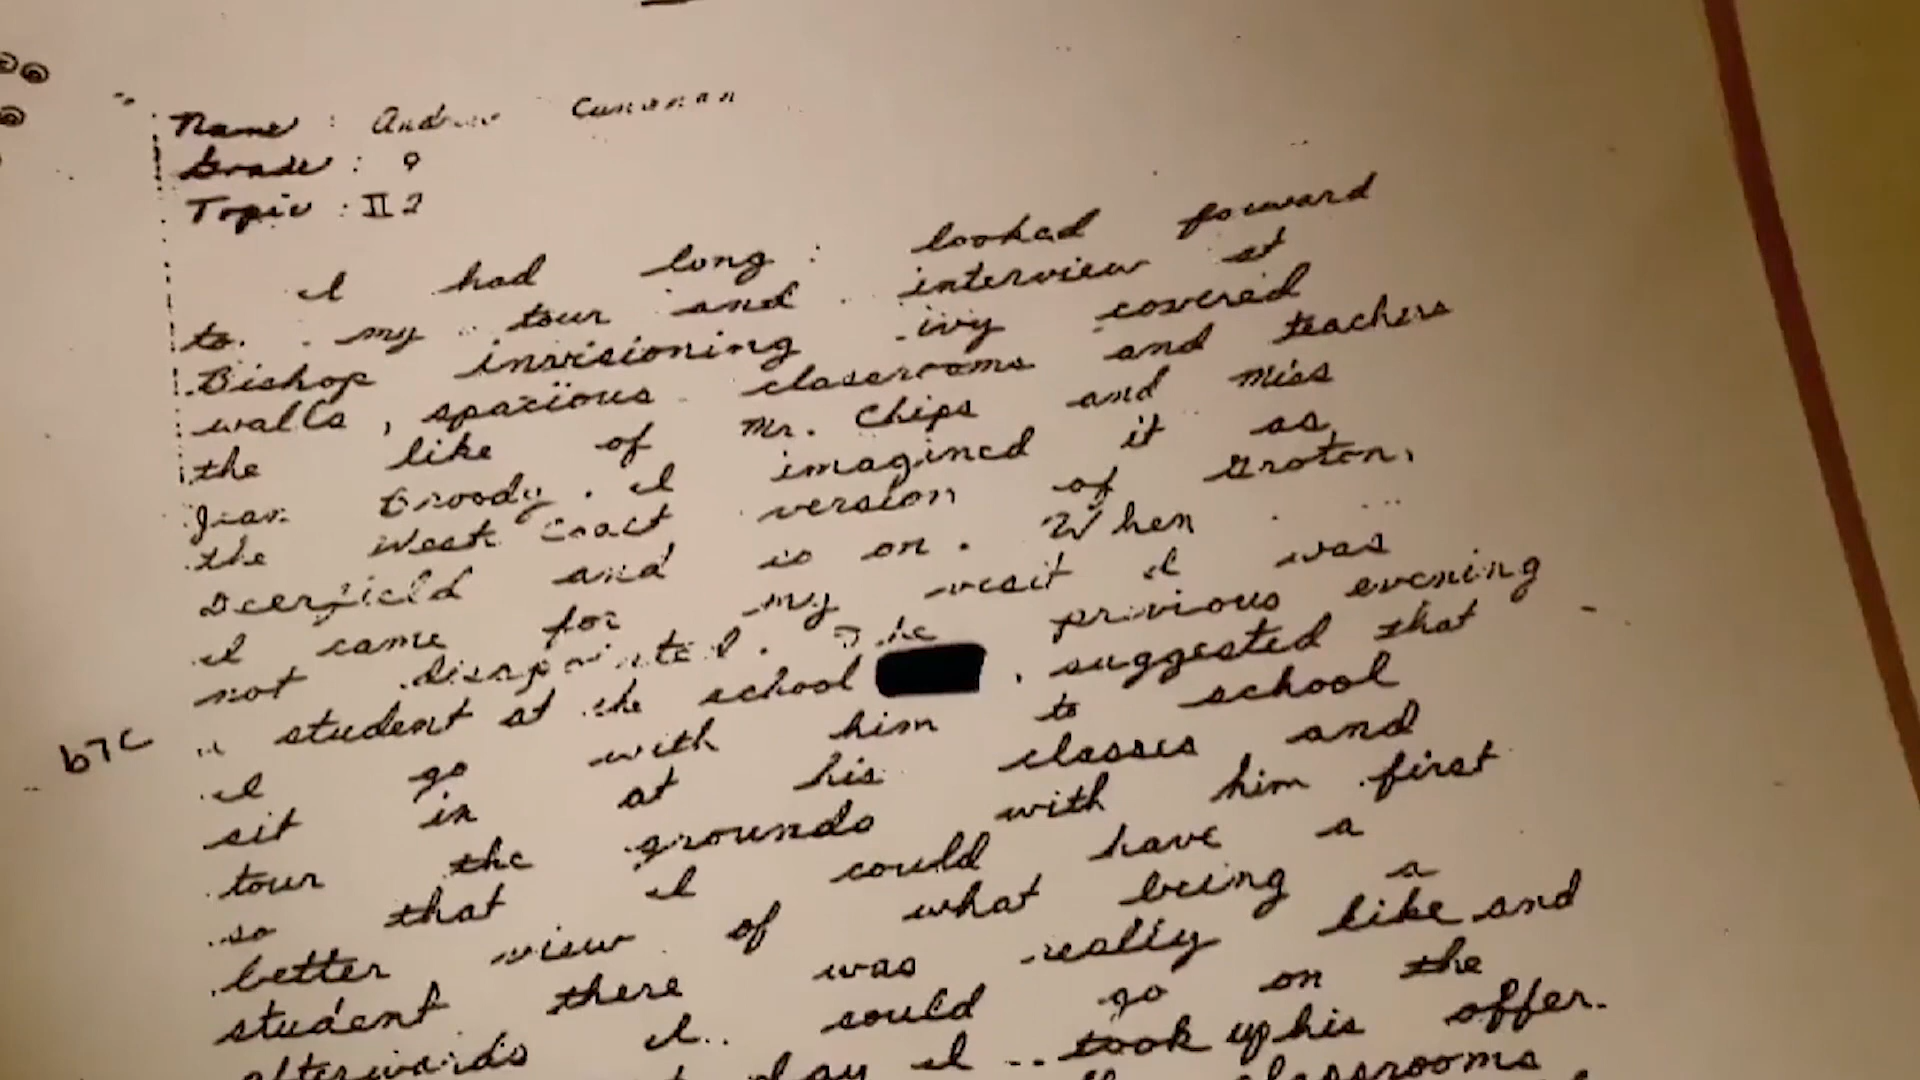 Name : Andrew Cunanan
Grade : 9
Topic : II 2
I had long looked forward
to my tour and interview at
Bishop invisioning ivy covered
walls, spacious classrooms and teachers
the like of Mr. Chips and Miss
Jean Broody. I imagined it as
the West Coast version of Groton,
Deerfield and so on. When
I came for my visit I was
not The previous evening
a student at the school , suggested that
b7C
I go with him to school
sit in at his classes and
tour the grounds with him first
so that I could have a
better view of what being a
student there was really like and
afterwards I could go on the
day I took up his offer.
classrooms